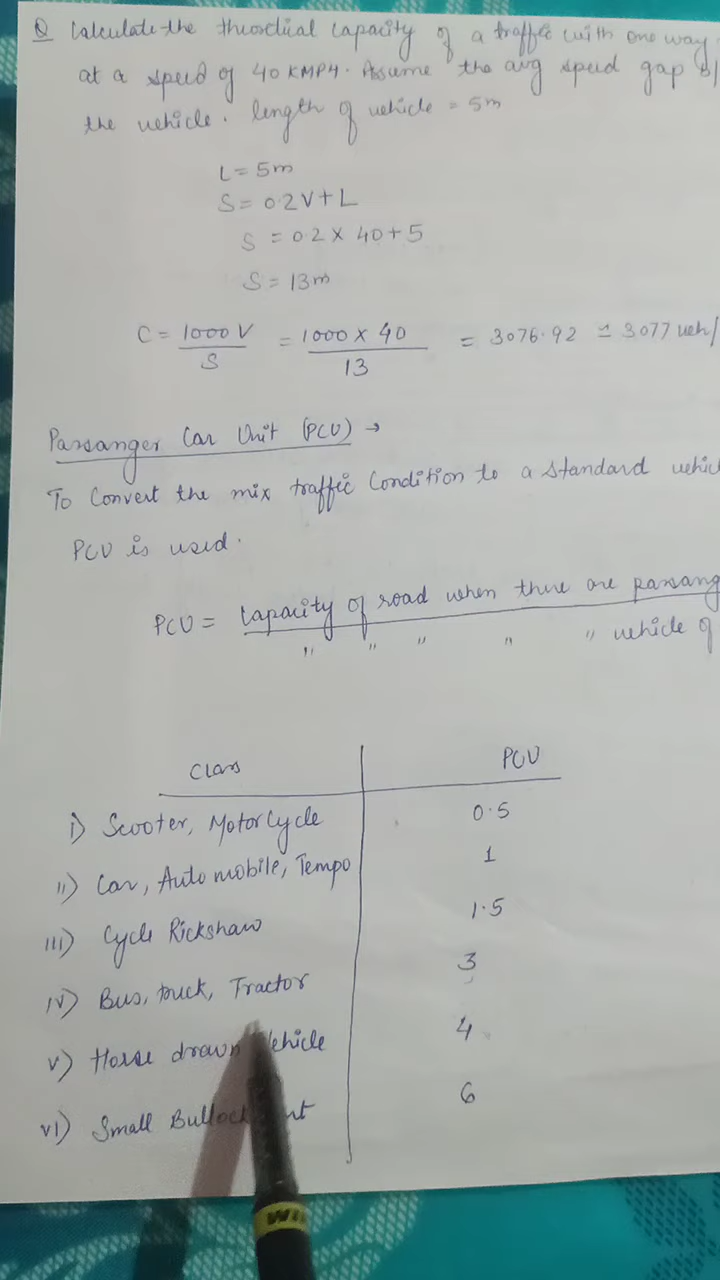 Q Calculate the theoretical capacity of a traffic with one way
at a speed of 40 KMPH. Assume the avg speed gap b/
the vehicle. length of vehicle = 5m
L = 5m
S = 0.2V + L
S = 0.2 × 40 + 5
S = 13m
C = 1000 V / S = 1000 × 40 / 13 = 3076.92 ≃ 3077 veh/
Passanger Car Unit (PCU) →
To Convert the mix traffic Condition to a standard vehic
PCU is used.
PCU = Capacity of road when there are passang
" " " " " vehicle of
Class PCU
i) Scooter, Motorcycle 0.5
ii) Car, Automobile, Tempo 1
iii) Cycle Rickshaw 1.5
iv) Bus, truck, Tractor 3
v) Horse drawn vehicle 4
vi) Small Bullock 6